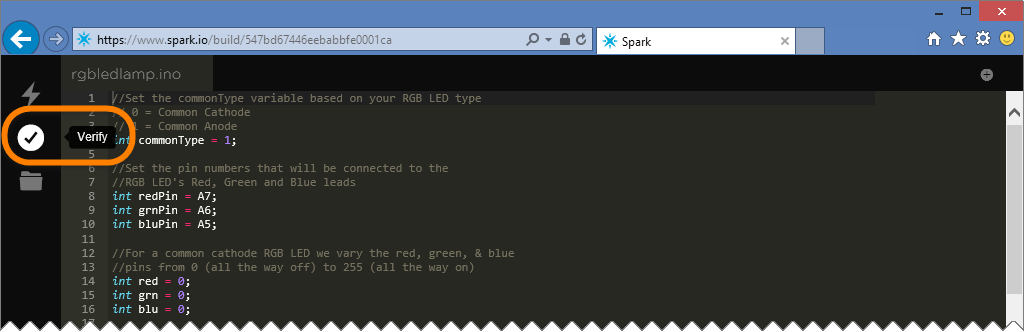 https://www.spark.io/build/547bd67446eebabbfe0001ca
Spark
rgbledlamp.ino
1 //Set the commonType variable based on your RGB LED type
2 // 0 = Common Cathode
// 1 = Common Anode
Verify
int commonType = 1;
5
6 //Set the pin numbers that will be connected to the
7 //RGB LED's Red, Green and Blue leads
8 int redPin = A7;
9 int grnPin = A6;
10 int bluPin = A5;
11
12 //For a common cathode RGB LED we vary the red, green, & blue
13 //pins from 0 (all the way off) to 255 (all the way on)
14 int red = 0;
15 int grn = 0;
16 int blu = 0;
17